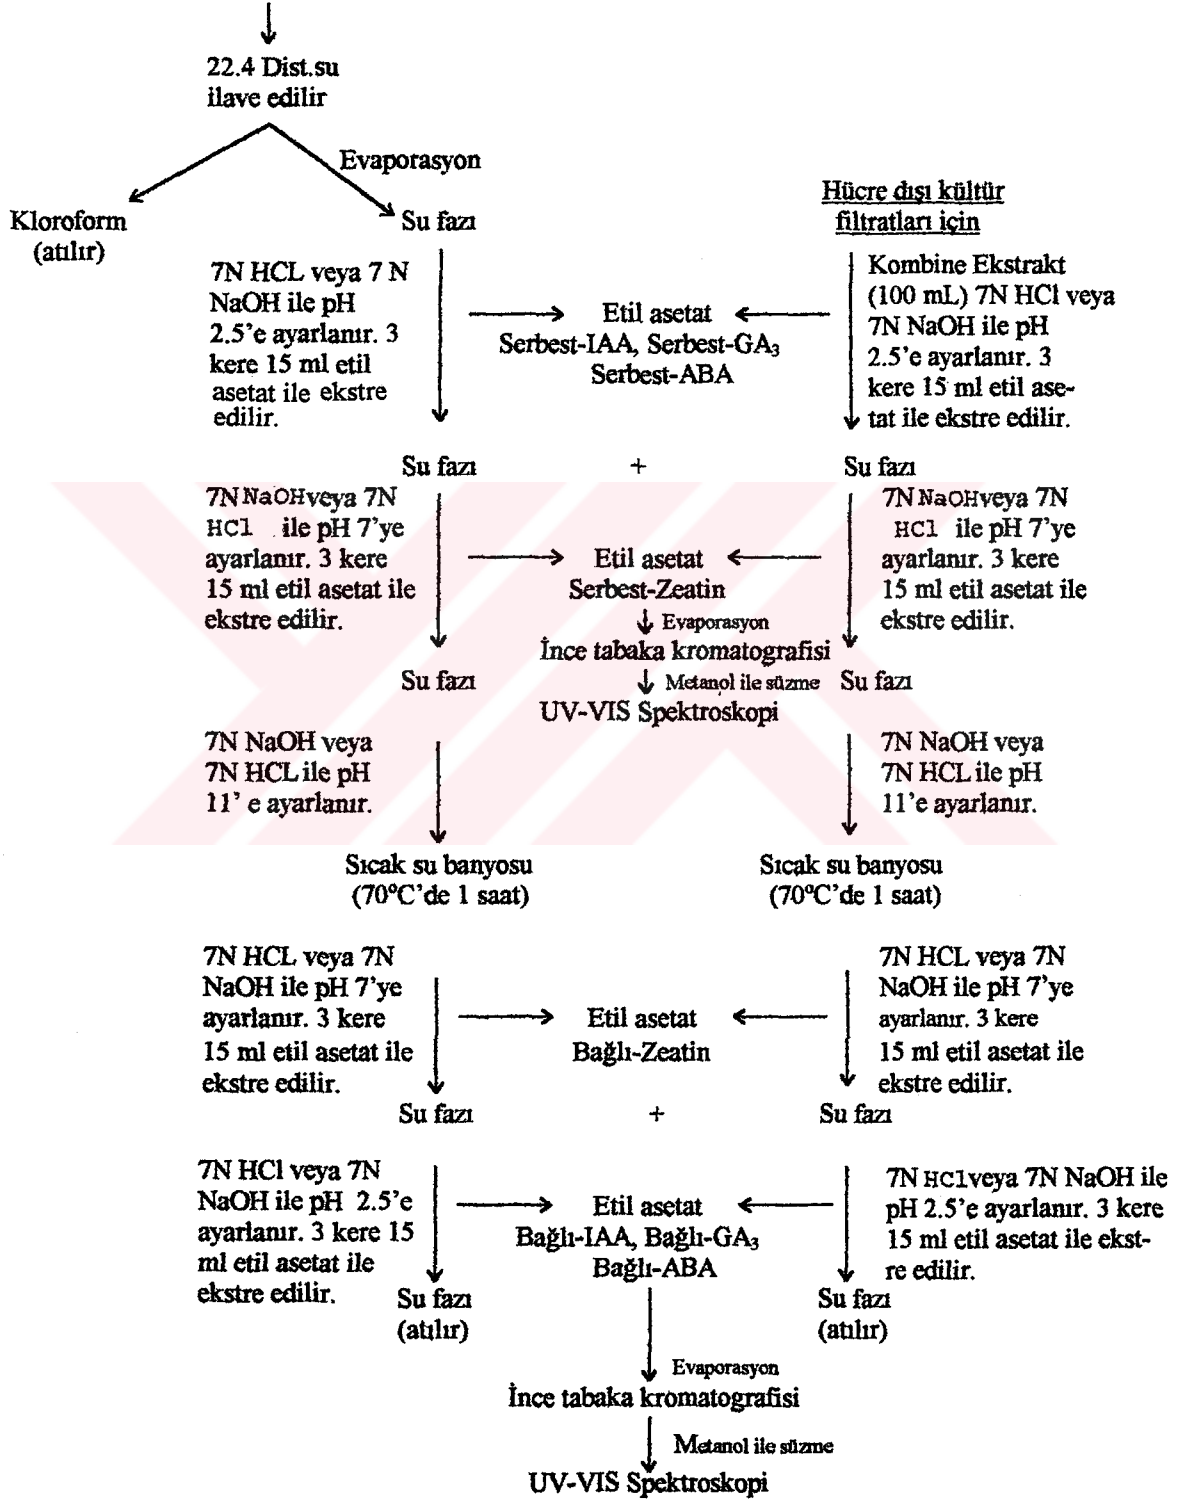 22.4 Dist.su
ilave edilir
Evaporasyon
Kloroform
(atılır)
Su fazı
Hücre dışı kültür
filtratları için
7N HCL veya 7 N
NaOH ile pH
2.5'e ayarlanır. 3
kere 15 ml etil
asetat ile ekstre
edilir.
Etil asetat
Serbest-IAA, Serbest-GA₃
Serbest-ABA
Kombine Ekstrakt
(100 mL) 7N HCl veya
7N NaOH ile pH
2.5'e ayarlanır. 3
kere 15 ml etil ase-
tat ile ekstre edilir.
Su fazı
+
Su fazı
7N NaOH veya 7N
HCl ile pH 7'ye
ayarlanır. 3 kere
15 ml etil asetat ile
ekstre edilir.
Etil asetat
Serbest-Zeatin
Evaporasyon
İnce tabaka kromatografisi
Metanol ile süzme
UV-VIS Spektroskopi
7N NaOH veya 7N
HCl ile pH 7'ye
ayarlanır. 3 kere
15 ml etil asetat ile
ekstre edilir.
Su fazı
Su fazı
7N NaOH veya
7N HCL ile pH
11' e ayarlanır.
7N NaOH veya
7N HCL ile pH
11'e ayarlanır.
Sıcak su banyosu
(70°C'de 1 saat)
Sıcak su banyosu
(70°C'de 1 saat)
7N HCL veya 7N
NaOH ile pH 7'ye
ayarlanır. 3 kere
15 ml etil asetat ile
ekstre edilir.
Etil asetat
Bağlı-Zeatin
7N HCL veya 7N
NaOH ile pH 7'ye
ayarlanır. 3 kere
15 ml etil asetat ile
ekstre edilir.
Su fazı
+
Su fazı
7N HCl veya 7N
NaOH ile pH 2.5'e
ayarlanır. 3 kere 15
ml etil asetat ile
ekstre edilir.
Etil asetat
Bağlı-IAA, Bağlı-GA₃
Bağlı-ABA
7N HCl veya 7N NaOH ile
pH 2.5'e ayarlanır. 3 kere
15 ml etil asetat ile ekst-
re edilir.
Su fazı
(atılır)
Su fazı
(atılır)
Evaporasyon
İnce tabaka kromatografisi
Metanol ile süzme
UV-VIS Spektroskopi